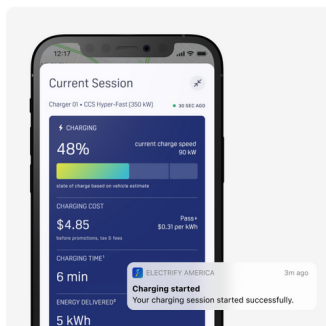 12:17
Current Session
Charger 01 • CCS Hyper-Fast (350 kW)
30 SEC AGO
CHARGING
48%
current charge speed
90 kW
state of charge based on vehicle estimate
CHARGING COST
$4.85
Pass+
$0.31 per kWh
before promotions, tax & fees
CHARGING TIME¹
6 min
ELECTRIFY AMERICA
3m ago
Charging started
Your charging session started successfully.
ENERGY DELIVERED²
5 kWh